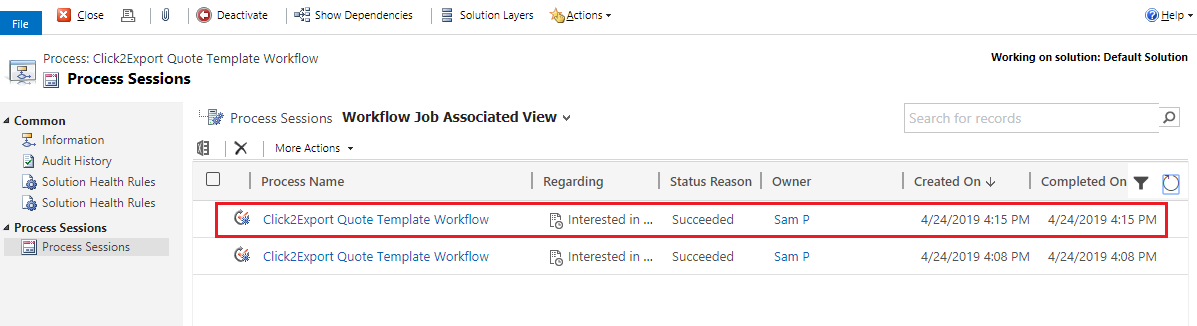 File Close Deactivate Show Dependencies Solution Layers Actions Help
Process: Click2Export Quote Template Workflow
Process Sessions
Working on solution: Default Solution
Common
Information
Audit History
Solution Health Rules
Solution Health Rules
Process Sessions
Process Sessions
Process Sessions Workflow Job Associated View
Search for records
More Actions
Process Name Regarding Status Reason Owner Created On Completed On
Click2Export Quote Template Workflow Interested in ... Succeeded Sam P 4/24/2019 4:15 PM 4/24/2019 4:15 PM
Click2Export Quote Template Workflow Interested in ... Succeeded Sam P 4/24/2019 4:08 PM 4/24/2019 4:08 PM